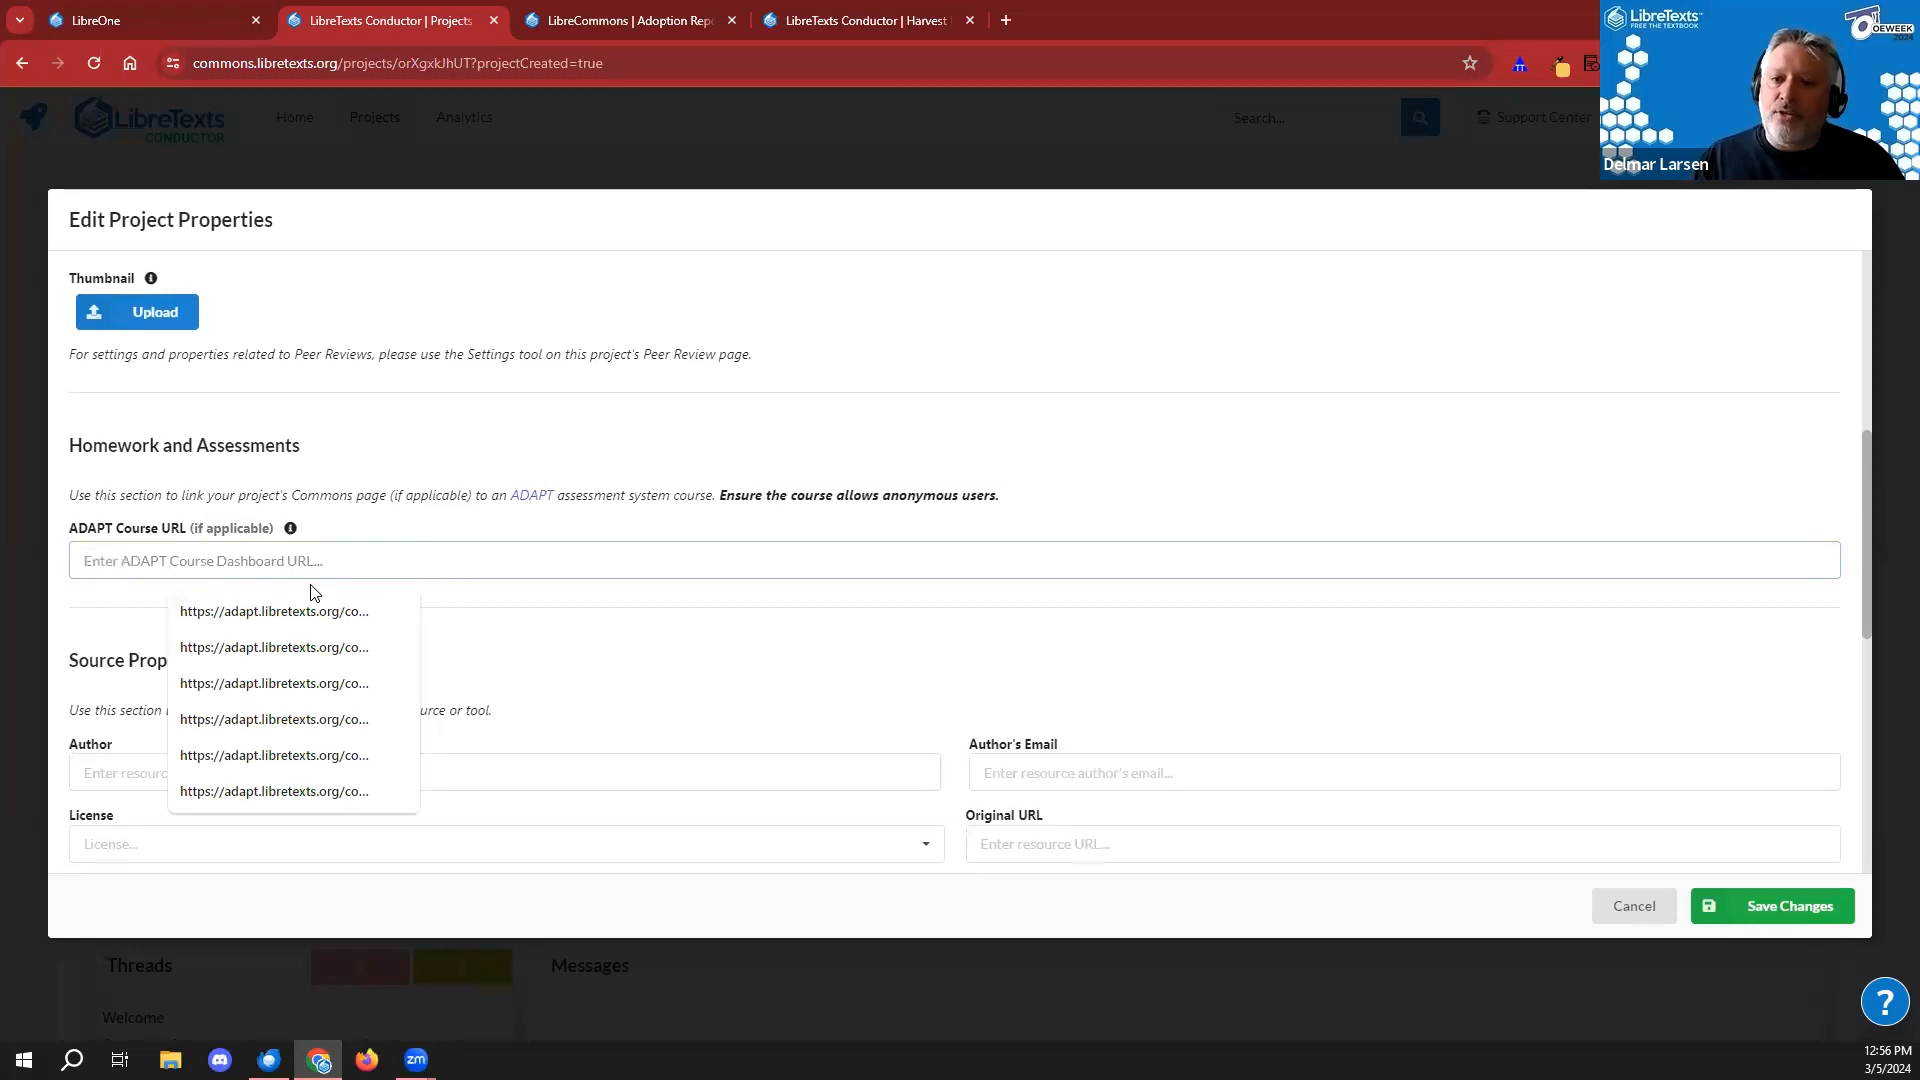 LibreOne
LibreTexts Conductor | Projects
LibreCommons | Adoption Rep
LibreTexts Conductor | Harvest
commons.libretexts.org/projects/orXgxkJhUT?projectCreated=true
LibreTexts
CONDUCTOR
Home
Projects
Analytics
Search...
Support Center
LibreTexts™
FREE THE TEXTBOOK
OEWEEK
2024
Delmar Larsen
Edit Project Properties
Thumbnail
Upload
For settings and properties related to Peer Reviews, please use the Settings tool on this project's Peer Review page.
Homework and Assessments
Use this section to link your project's Commons page (if applicable) to an ADAPT assessment system course. Ensure the course allows anonymous users.
ADAPT Course URL (if applicable)
Enter ADAPT Course Dashboard URL...
https://adapt.libretexts.org/co...
https://adapt.libretexts.org/co...
https://adapt.libretexts.org/co...
https://adapt.libretexts.org/co...
https://adapt.libretexts.org/co...
https://adapt.libretexts.org/co...
Source Prop
Use this section urce or tool.
Author
Enter resourc
Author's Email
Enter resource author's email...
License
License...
Original URL
Enter resource URL...
Cancel
Save Changes
Threads
Messages
Welcome
?
zm
12:56 PM
3/5/2024